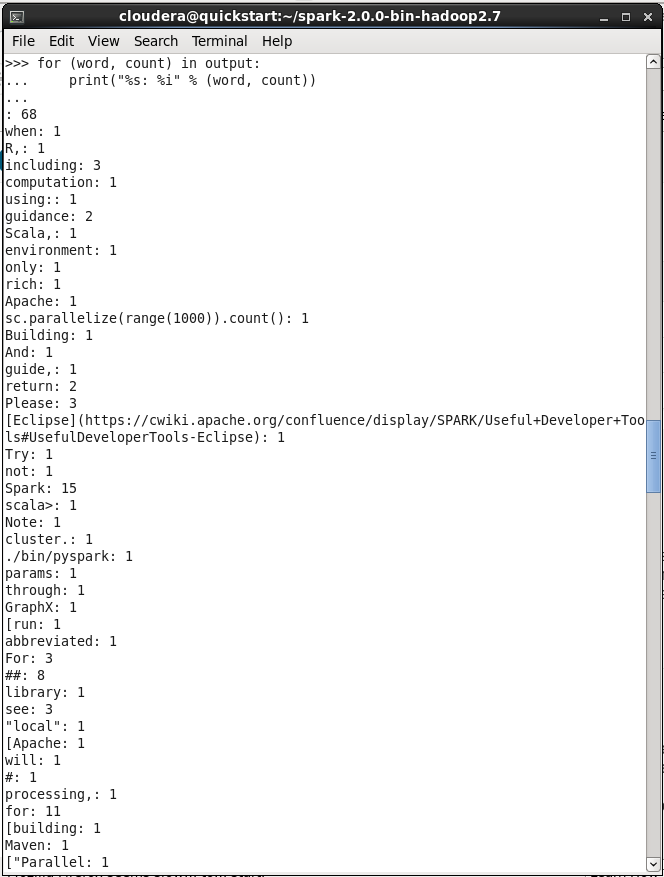 cloudera@quickstart:~/spark-2.0.0-bin-hadoop2.7
File Edit View Search Terminal Help
>>> for (word, count) in output:
...     print("%s: %i" % (word, count))
...
: 68
when: 1
R,: 1
including: 3
computation: 1
using:: 1
guidance: 2
Scala,: 1
environment: 1
only: 1
rich: 1
Apache: 1
sc.parallelize(range(1000)).count(): 1
Building: 1
And: 1
guide,: 1
return: 2
Please: 3
[Eclipse](https://cwiki.apache.org/confluence/display/SPARK/Useful+Developer+Too
ls#UsefulDeveloperTools-Eclipse): 1
Try: 1
not: 1
Spark: 15
scala>: 1
Note: 1
cluster.: 1
./bin/pyspark: 1
params: 1
through: 1
GraphX: 1
[run: 1
abbreviated: 1
For: 3
##: 8
library: 1
see: 3
"local": 1
[Apache: 1
will: 1
#: 1
processing,: 1
for: 11
[building: 1
Maven: 1
["Parallel: 1